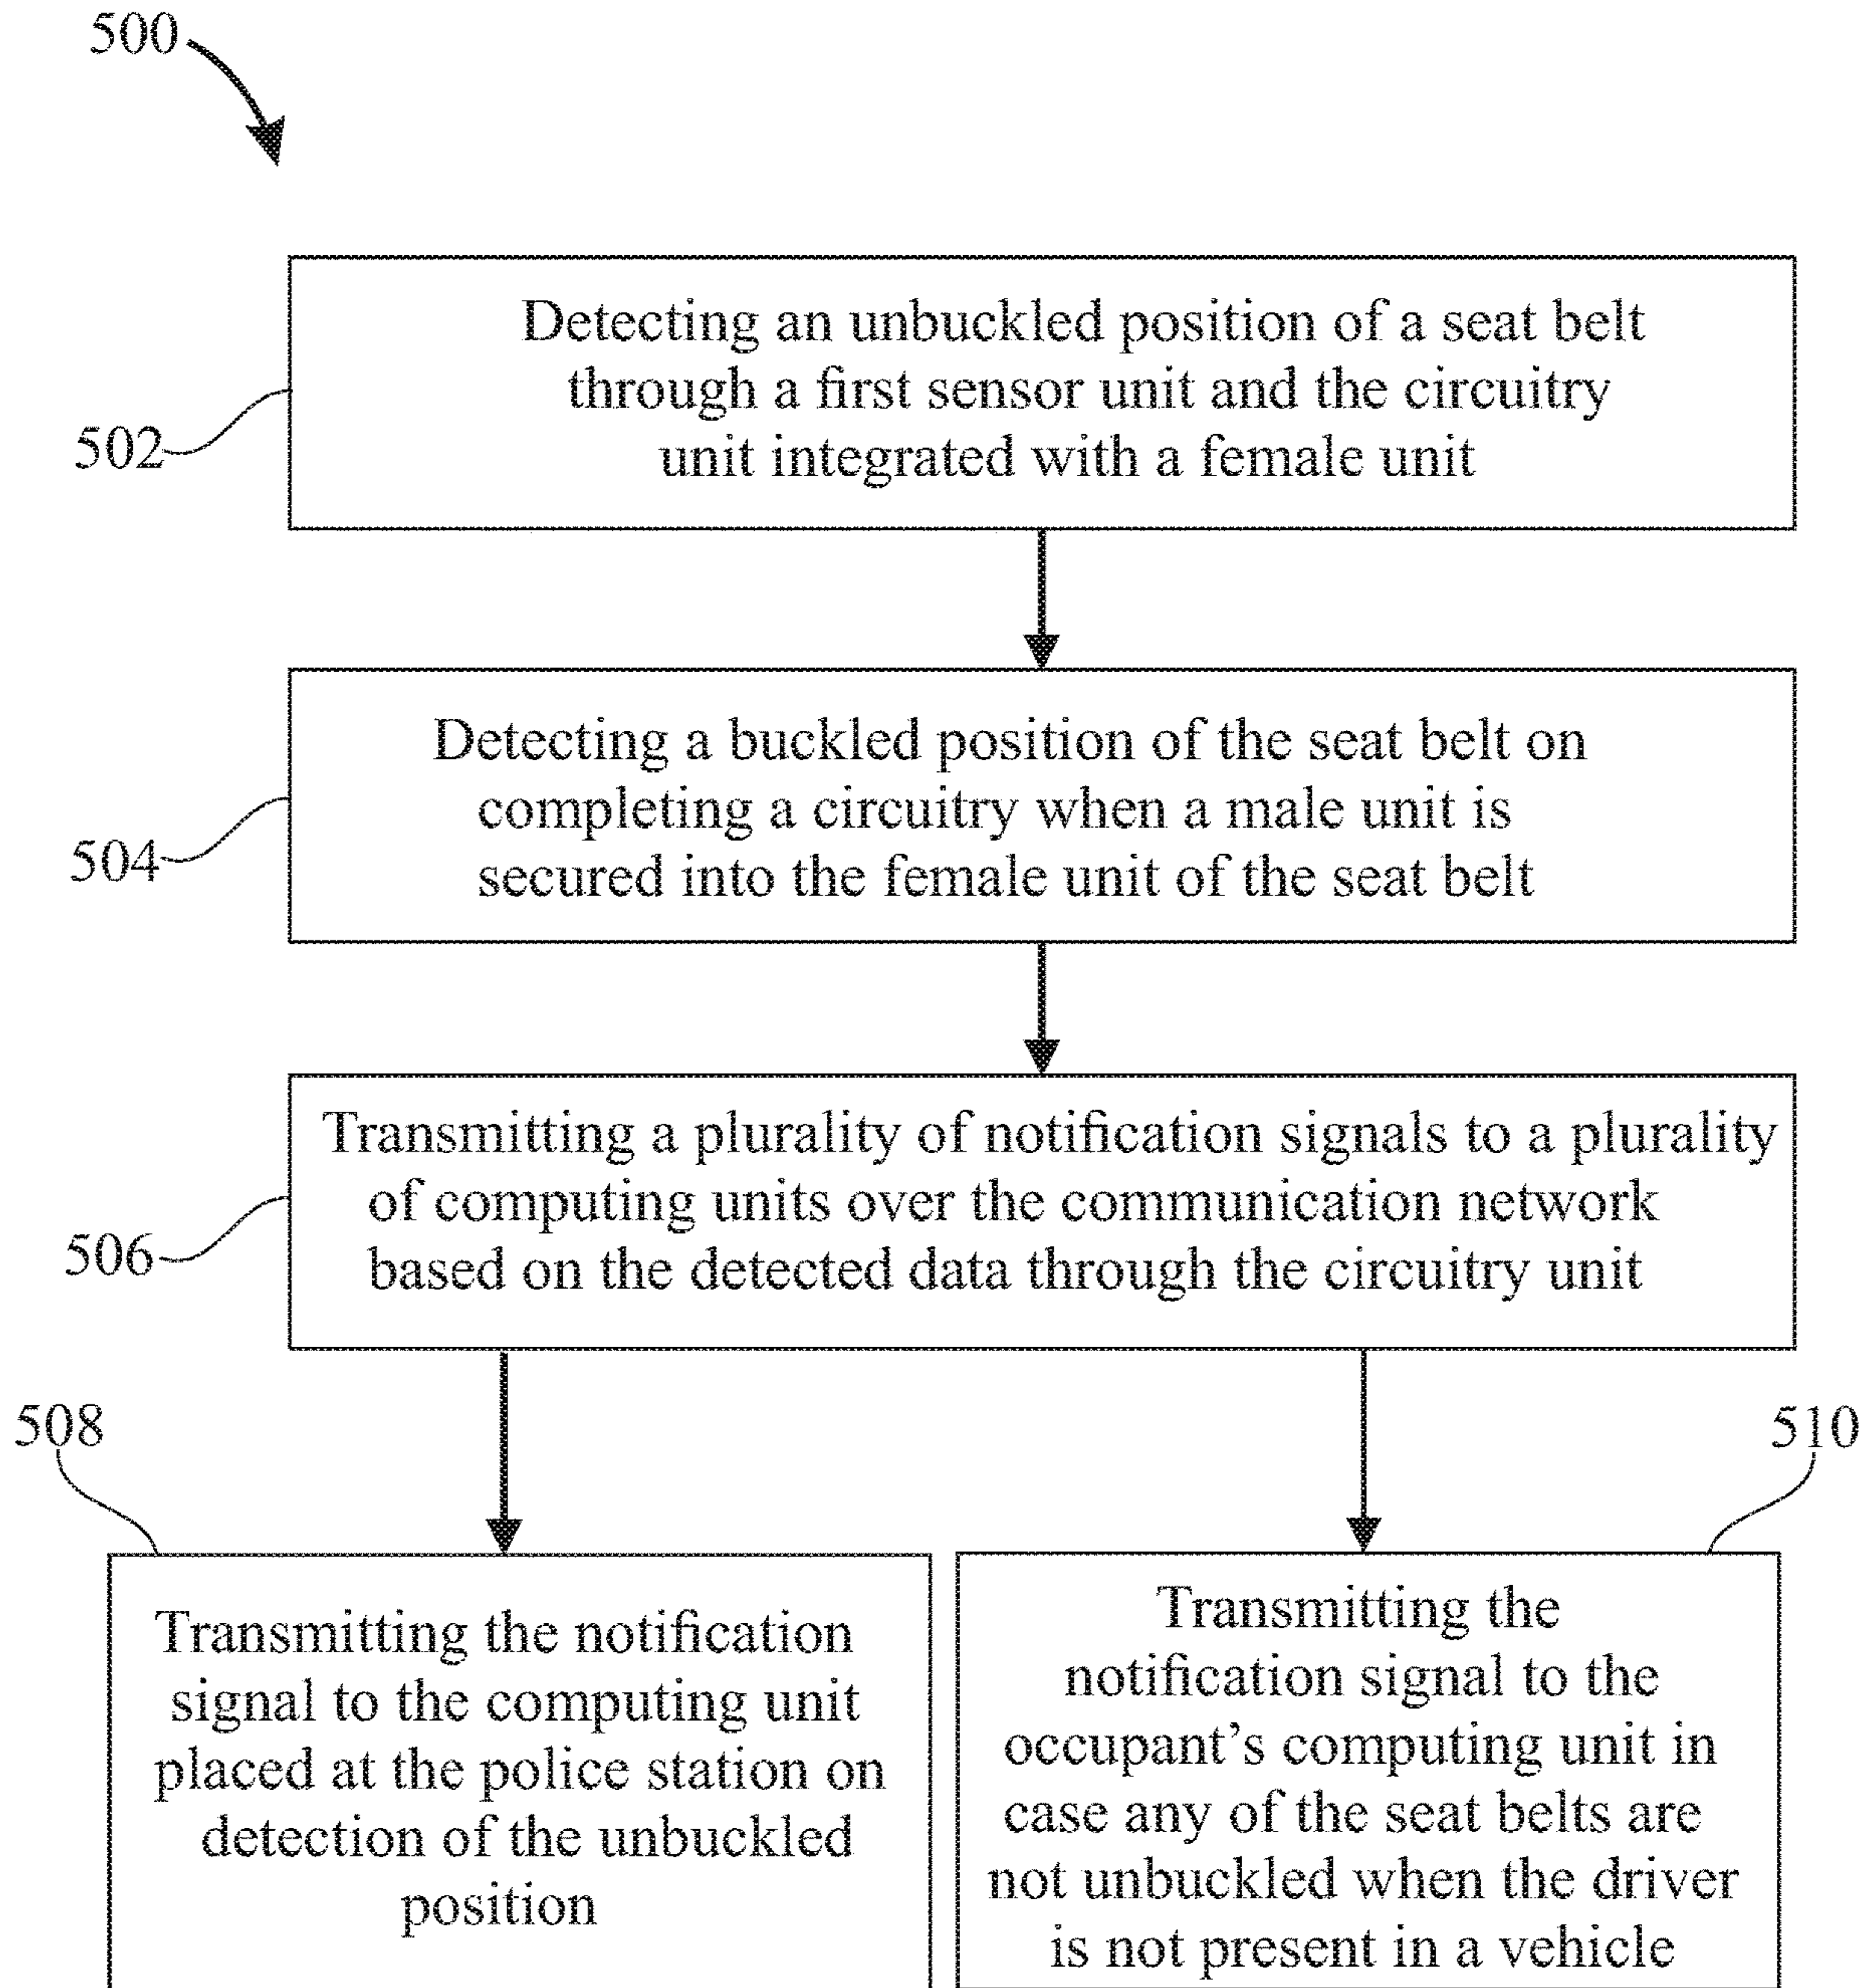 500
Detecting an unbuckled position of a seat belt
through a first sensor unit and the circuitry
unit integrated with a female unit
502
Detecting a buckled position of the seat belt on
completing a circuitry when a male unit is
secured into the female unit of the seat belt
504
Transmitting a plurality of notification signals to a plurality
of computing units over the communication network
based on the detected data through the circuitry unit
506
508
Transmitting the notification
signal to the computing unit
placed at the police station on
detection of the unbuckled
position
510
Transmitting the
notification signal to the
occupant’s computing unit in
case any of the seat belts are
not unbuckled when the driver
is not present in a vehicle